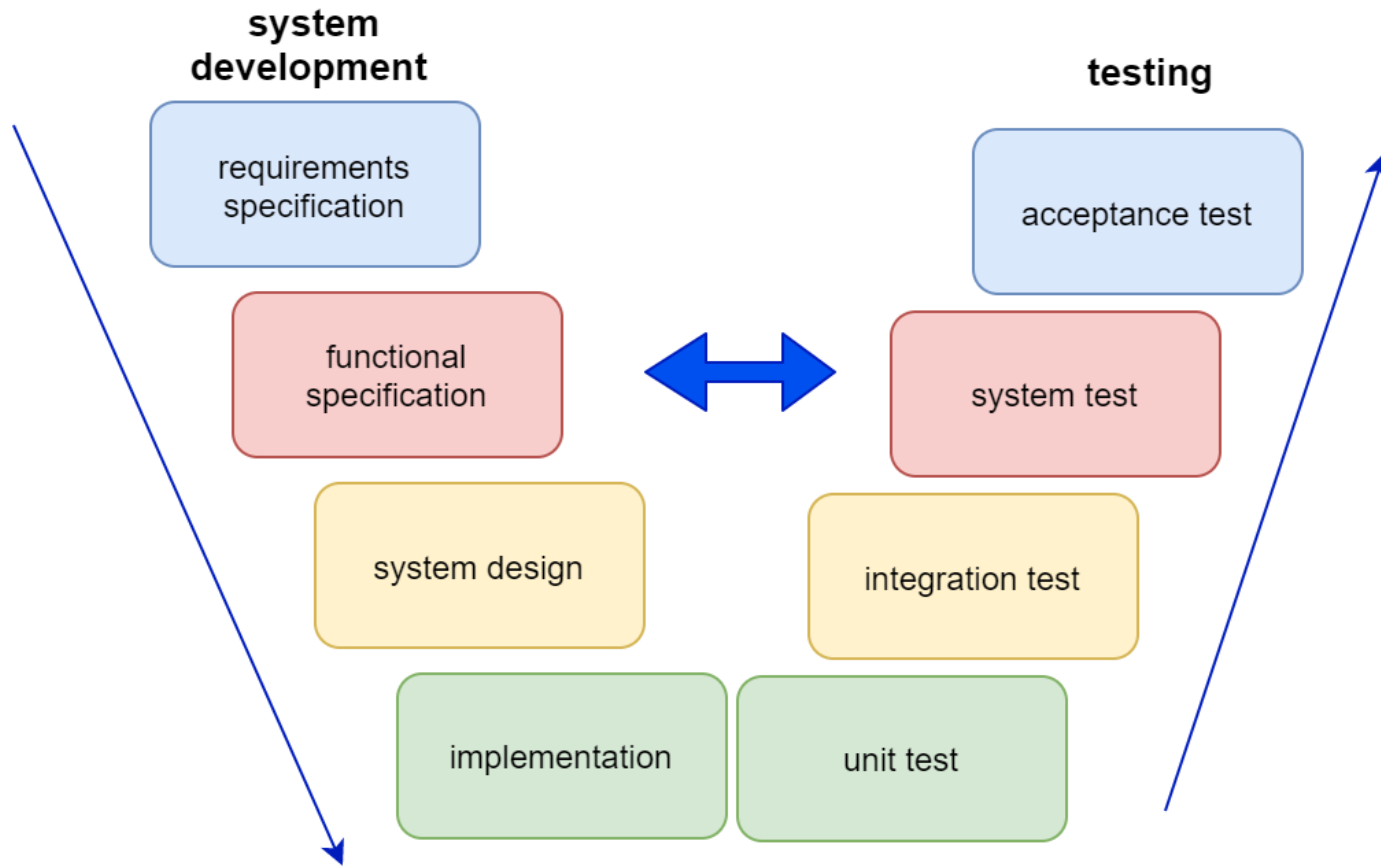 system
development
testing
requirements
specification
acceptance test
functional
specification
system test
system design
integration test
implementation
unit test